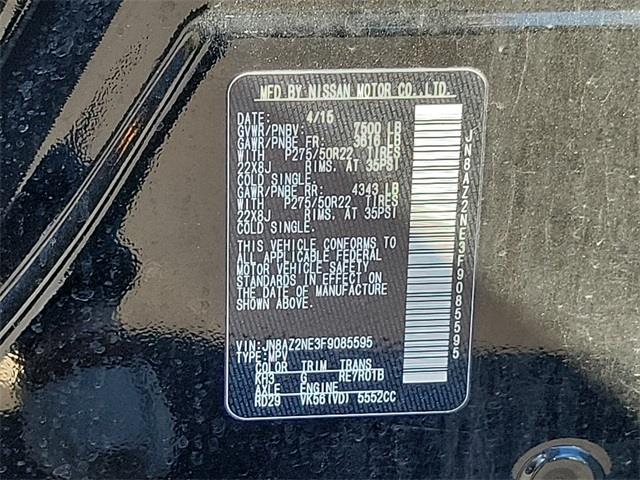 MFD BY NISSAN MOTOR CO.,LTD.
DATE: 4/15
GVWR/PNBV: 7500 LB
GAWR/PNBE FR: 3616 LB
WITH P275/50R22 TIRES
22X8J RIMS. AT 35PSI
COLD SINGLE
GAWR/PNBE RR: 4343 LB
WITH P275/50R22 TIRES
22X8J RIMS. AT 35PSI
COLD SINGLE.
THIS VEHICLE CONFORMS TO
ALL APPLICABLE FEDERAL
MOTOR VEHICLE SAFETY
STANDARDS IN EFFECT ON
THE DATE OF MANUFACTURE
SHOWN ABOVE.
VIN:JN8AZ2NE3F9085595
TYPE:MPV
COLOR TRIM TRANS
KH3 G RE7R01B
AXLE ENGINE
RD29 VK56(VD) 5552CC
JN8AZ2NE3F9085595